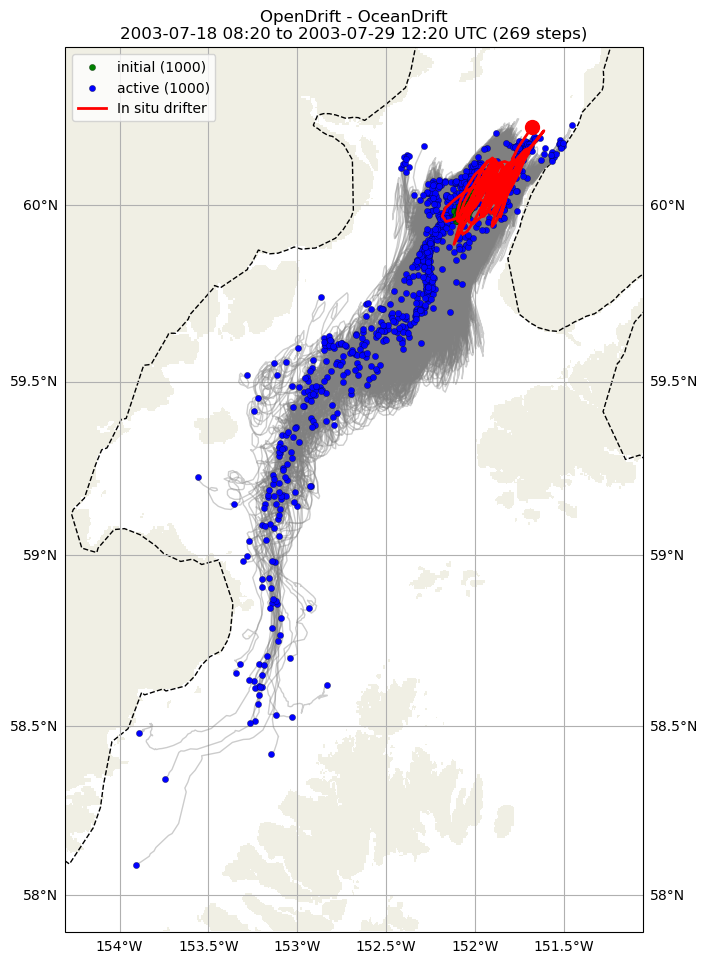 OpenDrift - OceanDrift
2003-07-18 08:20 to 2003-07-29 12:20 UTC (269 steps)
initial (1000)
active (1000)
In situ drifter
60°N 60°N
59.5°N 59.5°N
59°N 59°N
58.5°N 58.5°N
58°N 58°N
154°W 153.5°W 153°W 152.5°W 152°W 151.5°W